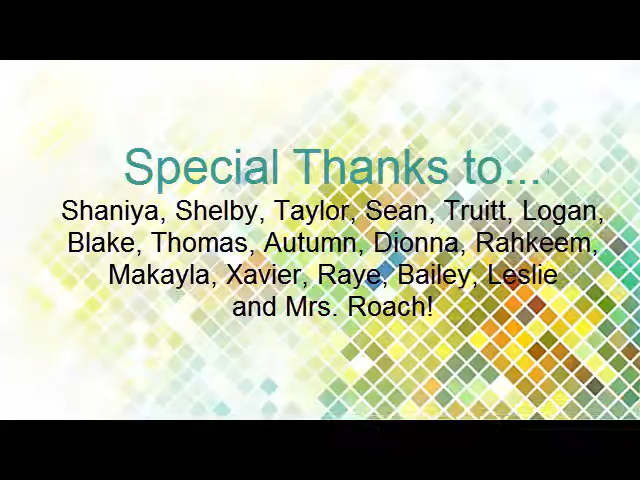 Special Thanks to...
Shaniya, Shelby, Taylor, Sean, Truitt, Logan,
Blake, Thomas, Autumn, Dionna, Rahkeem,
Makayla, Xavier, Raye, Bailey, Leslie
and Mrs. Roach!